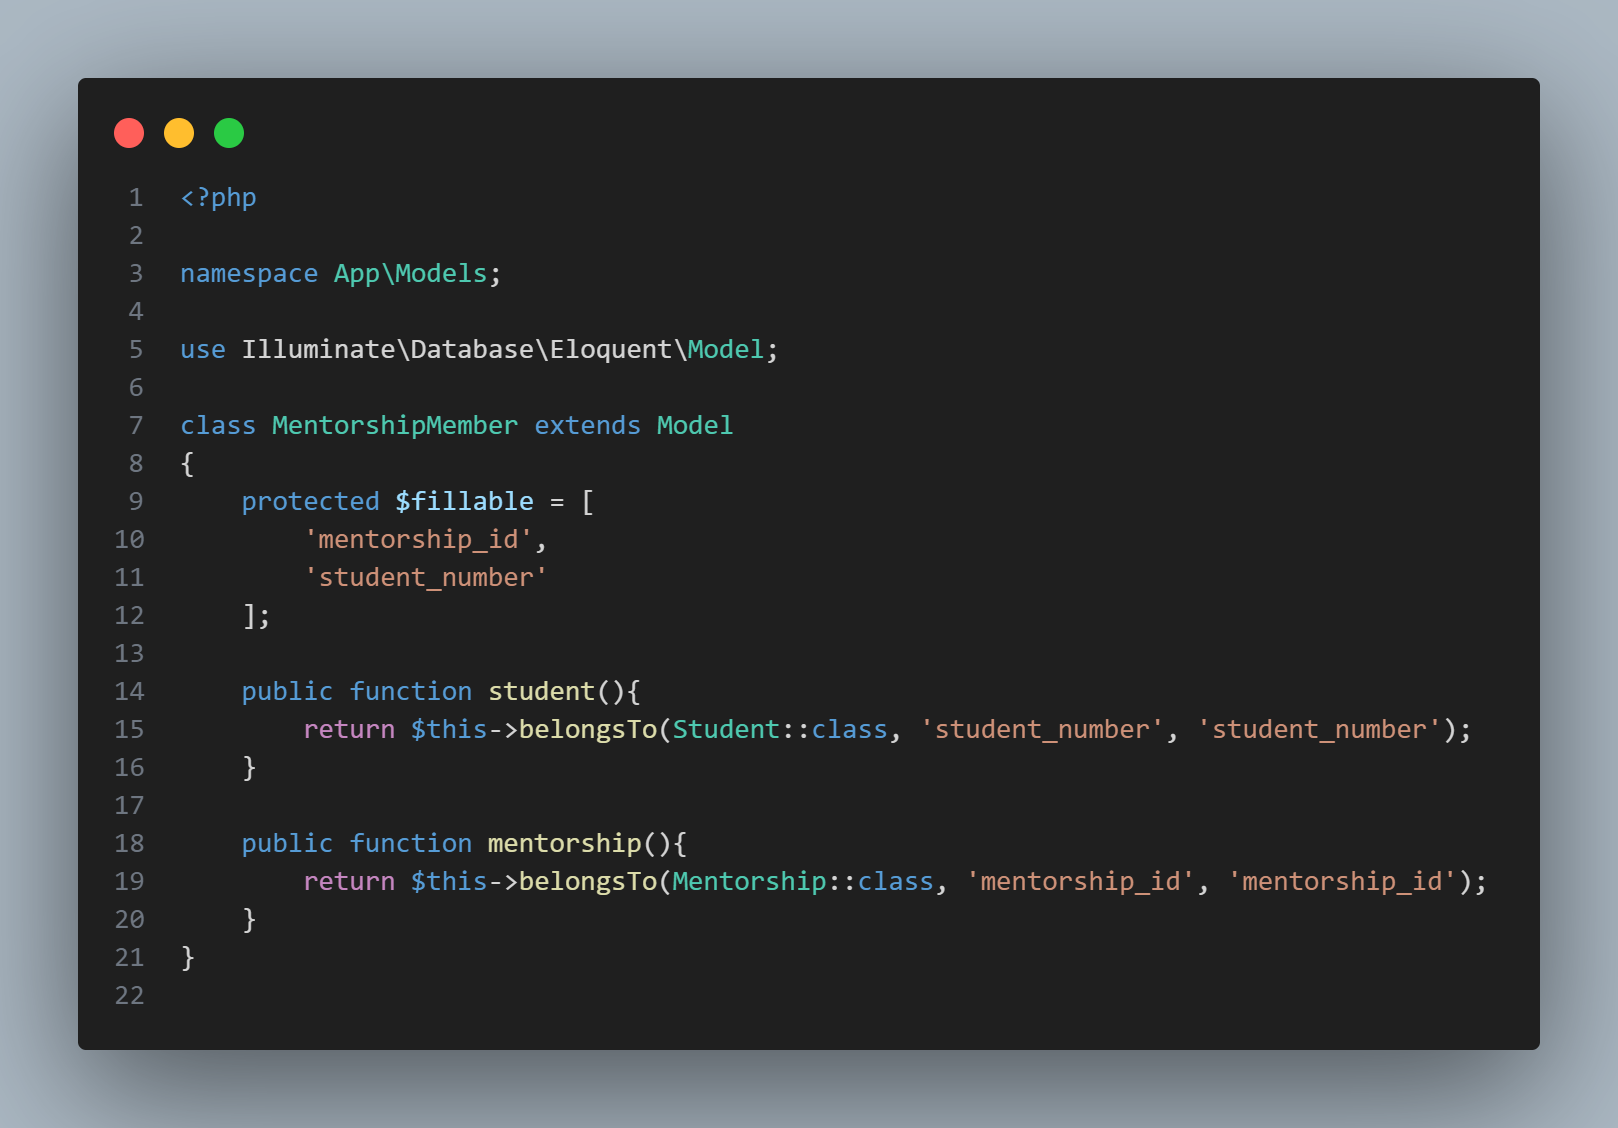 1 <?php
2
3 namespace App\Models;
4
5 use Illuminate\Database\Eloquent\Model;
6
7 class MentorshipMember extends Model
8 {
9     protected $fillable = [
10         'mentorship_id',
11         'student_number'
12     ];
13
14     public function student(){
15         return $this->belongsTo(Student::class, 'student_number', 'student_number');
16     }
17
18     public function mentorship(){
19         return $this->belongsTo(Mentorship::class, 'mentorship_id', 'mentorship_id');
20     }
21 }
22